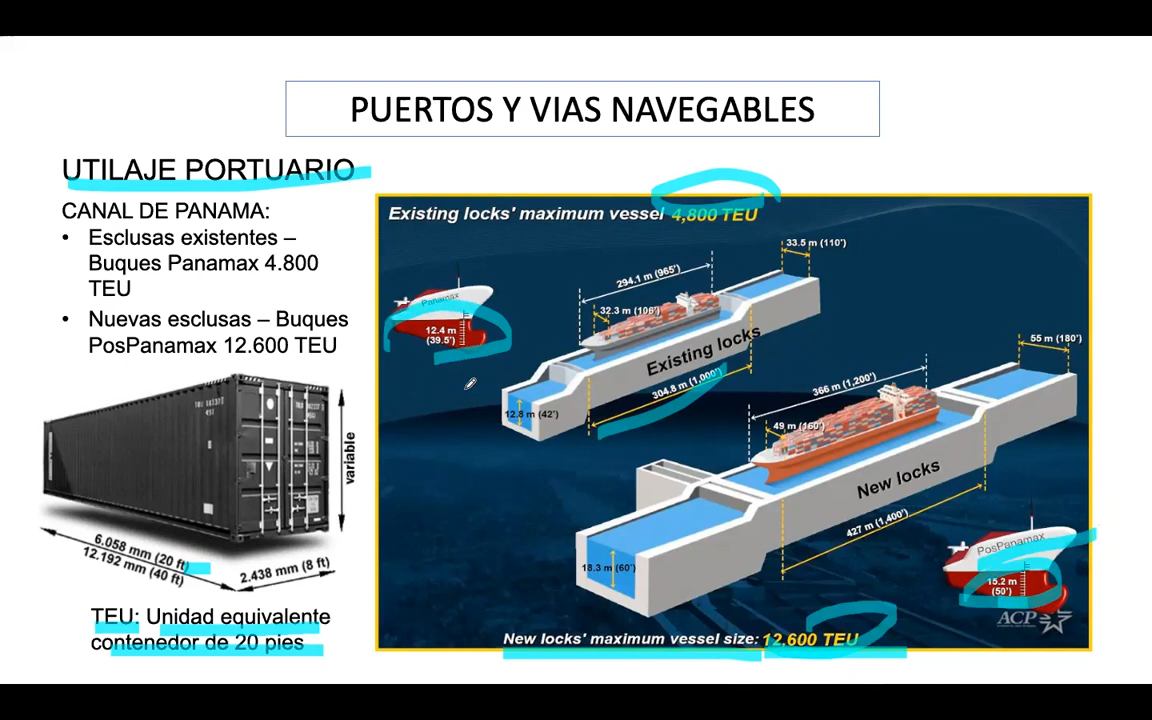 PUERTOS Y VIAS NAVEGABLES
UTILAJE PORTUARIO
CANAL DE PANAMA:
• Esclusas existentes –
Buques Panamax 4.800
TEU
• Nuevas esclusas – Buques
PosPanamax 12.600 TEU
variable
6.058 mm (20 ft)
12.192 mm (40 ft)
2.438 mm (8 ft)
TEU: Unidad equivalente
contenedor de 20 pies
Existing locks' maximum vessel 4,800 TEU
33.5 m (110')
294.1 m (965')
32.3 m (106')
Panamax
12.4 m
(39.5')
Existing locks
304.8 m (1,000')
12.8 m (42')
55 m (180')
366 m (1,200')
49 m (160')
New locks
427 m (1,400')
18.3 m (60')
PosPanamax
15.2 m
(50')
ACP
New locks' maximum vessel size: 12,600 TEU